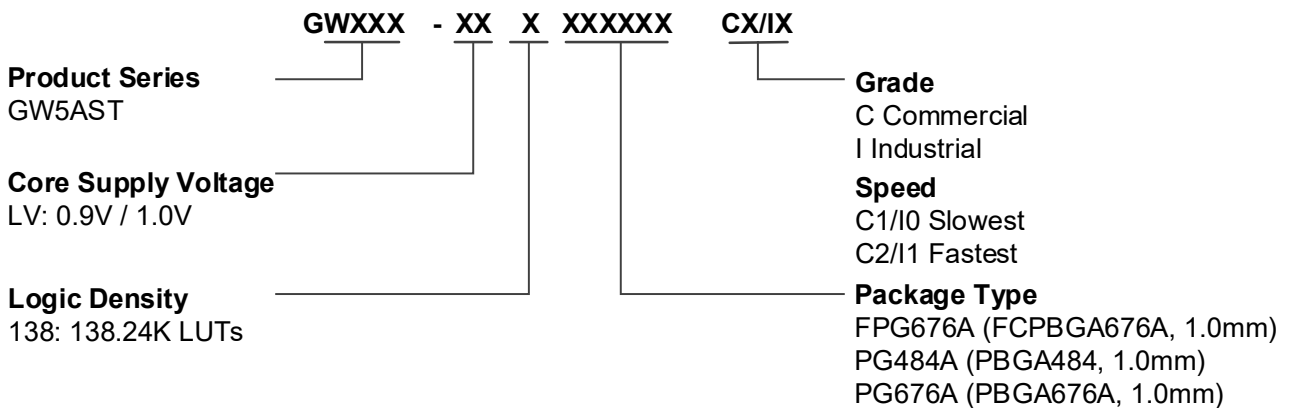 GWXXX - XX X XXXXXX CX/IX
Product Series
GW5AST
Core Supply Voltage
LV: 0.9V / 1.0V
Logic Density
138: 138.24K LUTs
Grade
C Commercial
I Industrial
Speed
C1/I0 Slowest
C2/I1 Fastest
Package Type
FPG676A (FCPBGA676A, 1.0mm)
PG484A (PBGA484, 1.0mm)
PG676A (PBGA676A, 1.0mm)